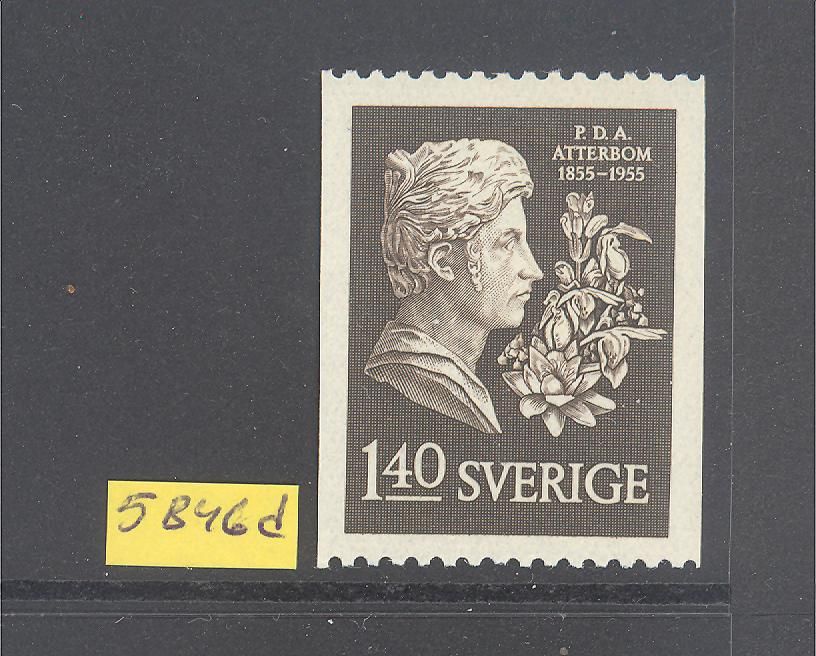 P. D. A.
ATTERBOM
1855–1955
1 40 SVERIGE
5B46d